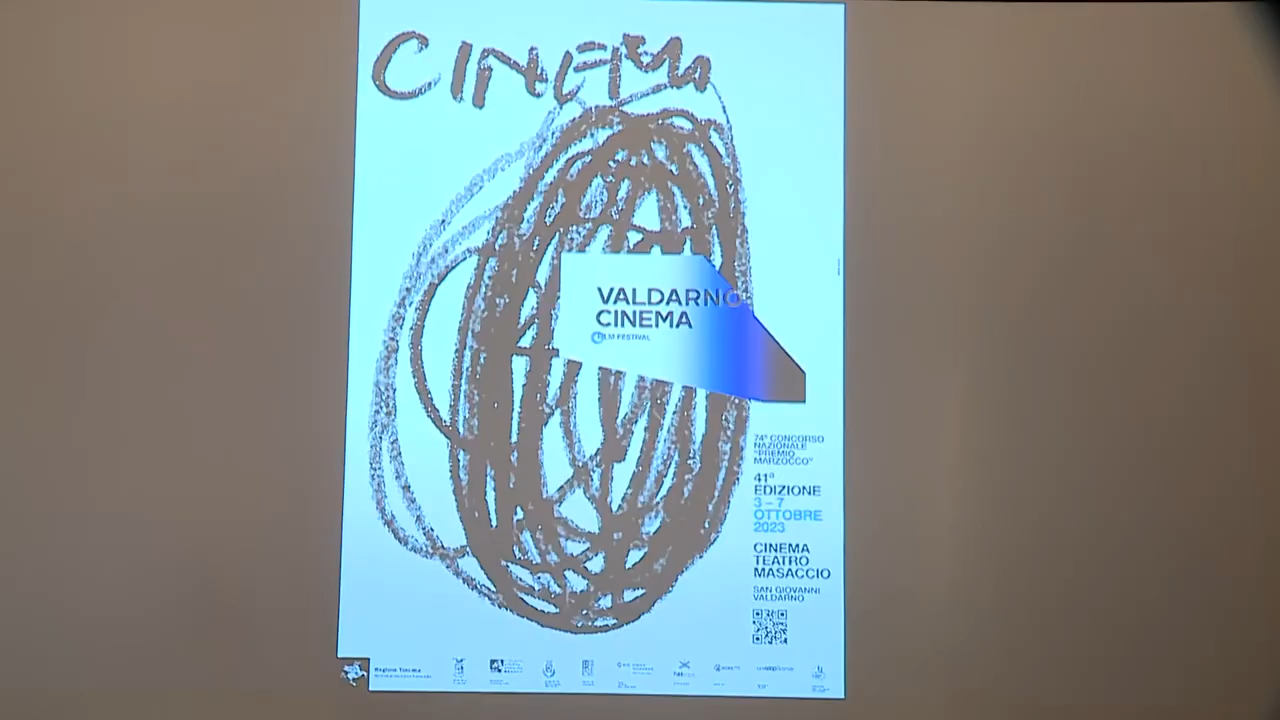 CINEMA
VALDARNO
CINEMA
FILM FESTIVAL
74° CONCORSO
NAZIONALE
"PREMIO
MARZOCCO"
41ª
EDIZIONE
3 – 7
OTTOBRE
2023
CINEMA
TEATRO
MASACCIO
SAN GIOVANNI
VALDARNO
Regione Toscana